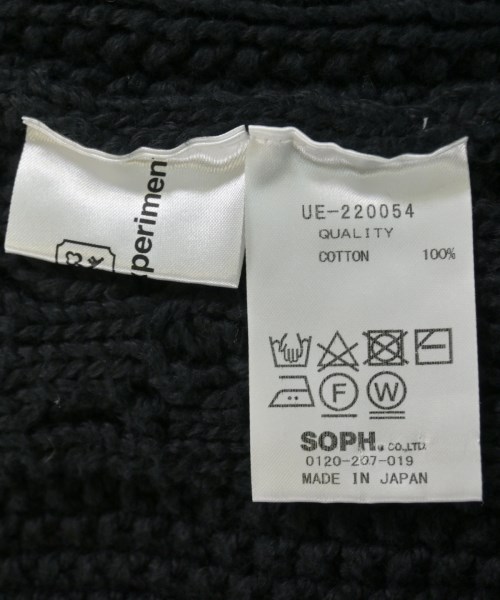 xperimen
UE-220054
QUALITY
COTTON 100%
F W
SOPH. CO.,LTD.
0120-207-019
MADE IN JAPAN